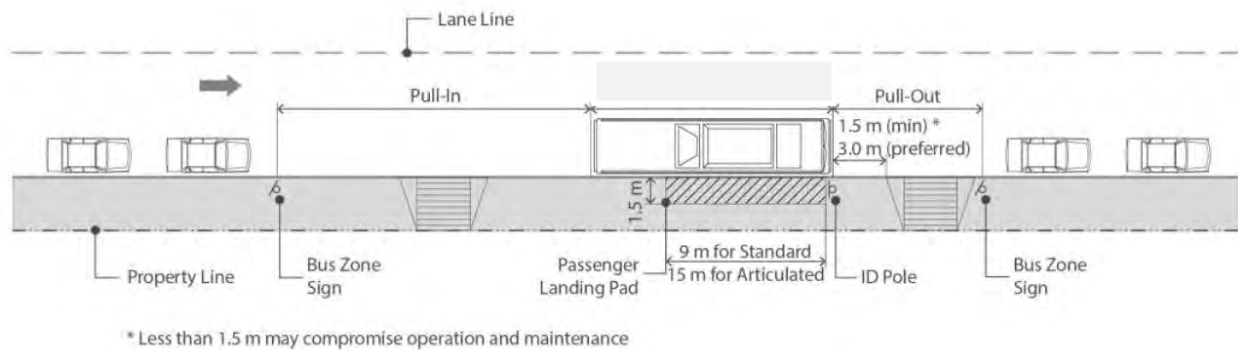 Lane Line
Pull-In
Pull-Out
1.5 m (min) *
3.0 m (preferred)
1.5 m
9 m for Standard
15 m for Articulated
Property Line
Bus Zone
Sign
Passenger
Landing Pad
ID Pole
Bus Zone
Sign
* Less than 1.5 m may compromise operation and maintenance